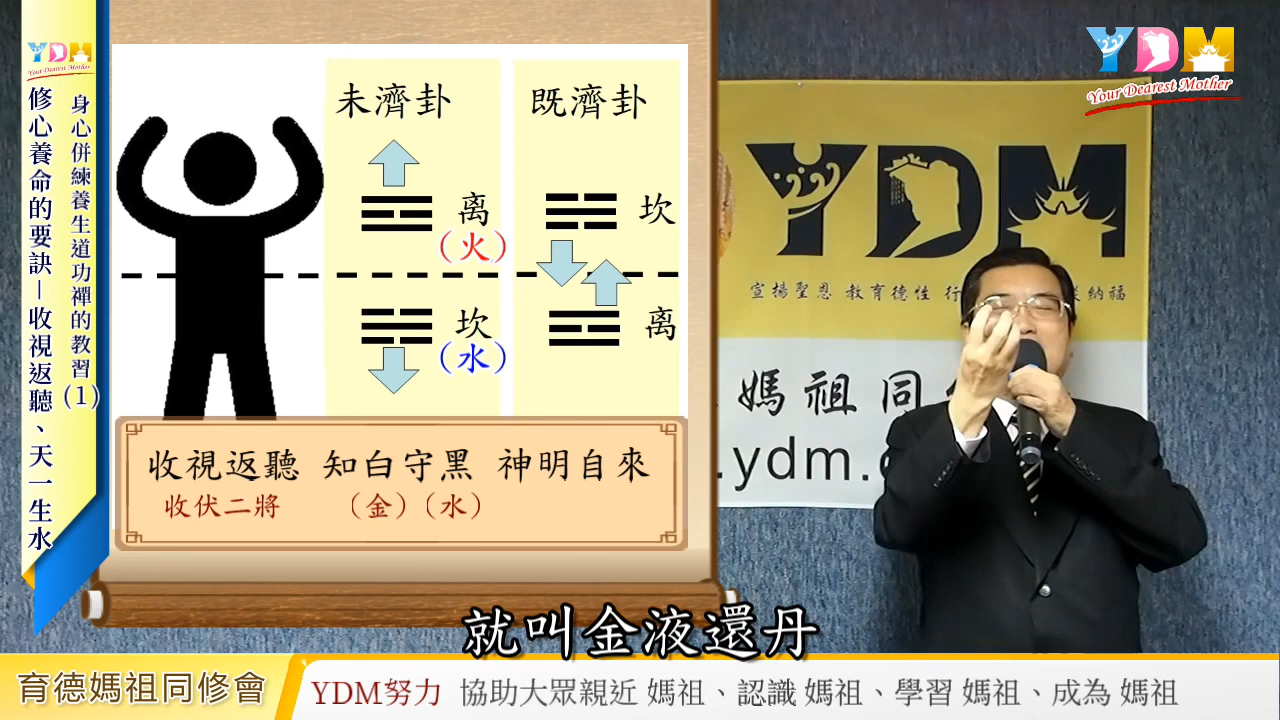 YDM
Your Dearest Mother
身心併練養生道功禪的教習(1)
修心養命的要訣－收視返聽、天一生水
未濟卦
既濟卦
离
(火)
坎
(水)
坎
离
收視返聽 知白守黑 神明自來
收伏二將 (金) (水)
YDM
Your Dearest Mother
YDM
宣揚聖恩 教育德性 行
納福
媽祖同
.ydm.
就叫金液還丹
育德媽祖同修會
YDM努力 協助大眾親近 媽祖、認識 媽祖、學習 媽祖、成為 媽祖